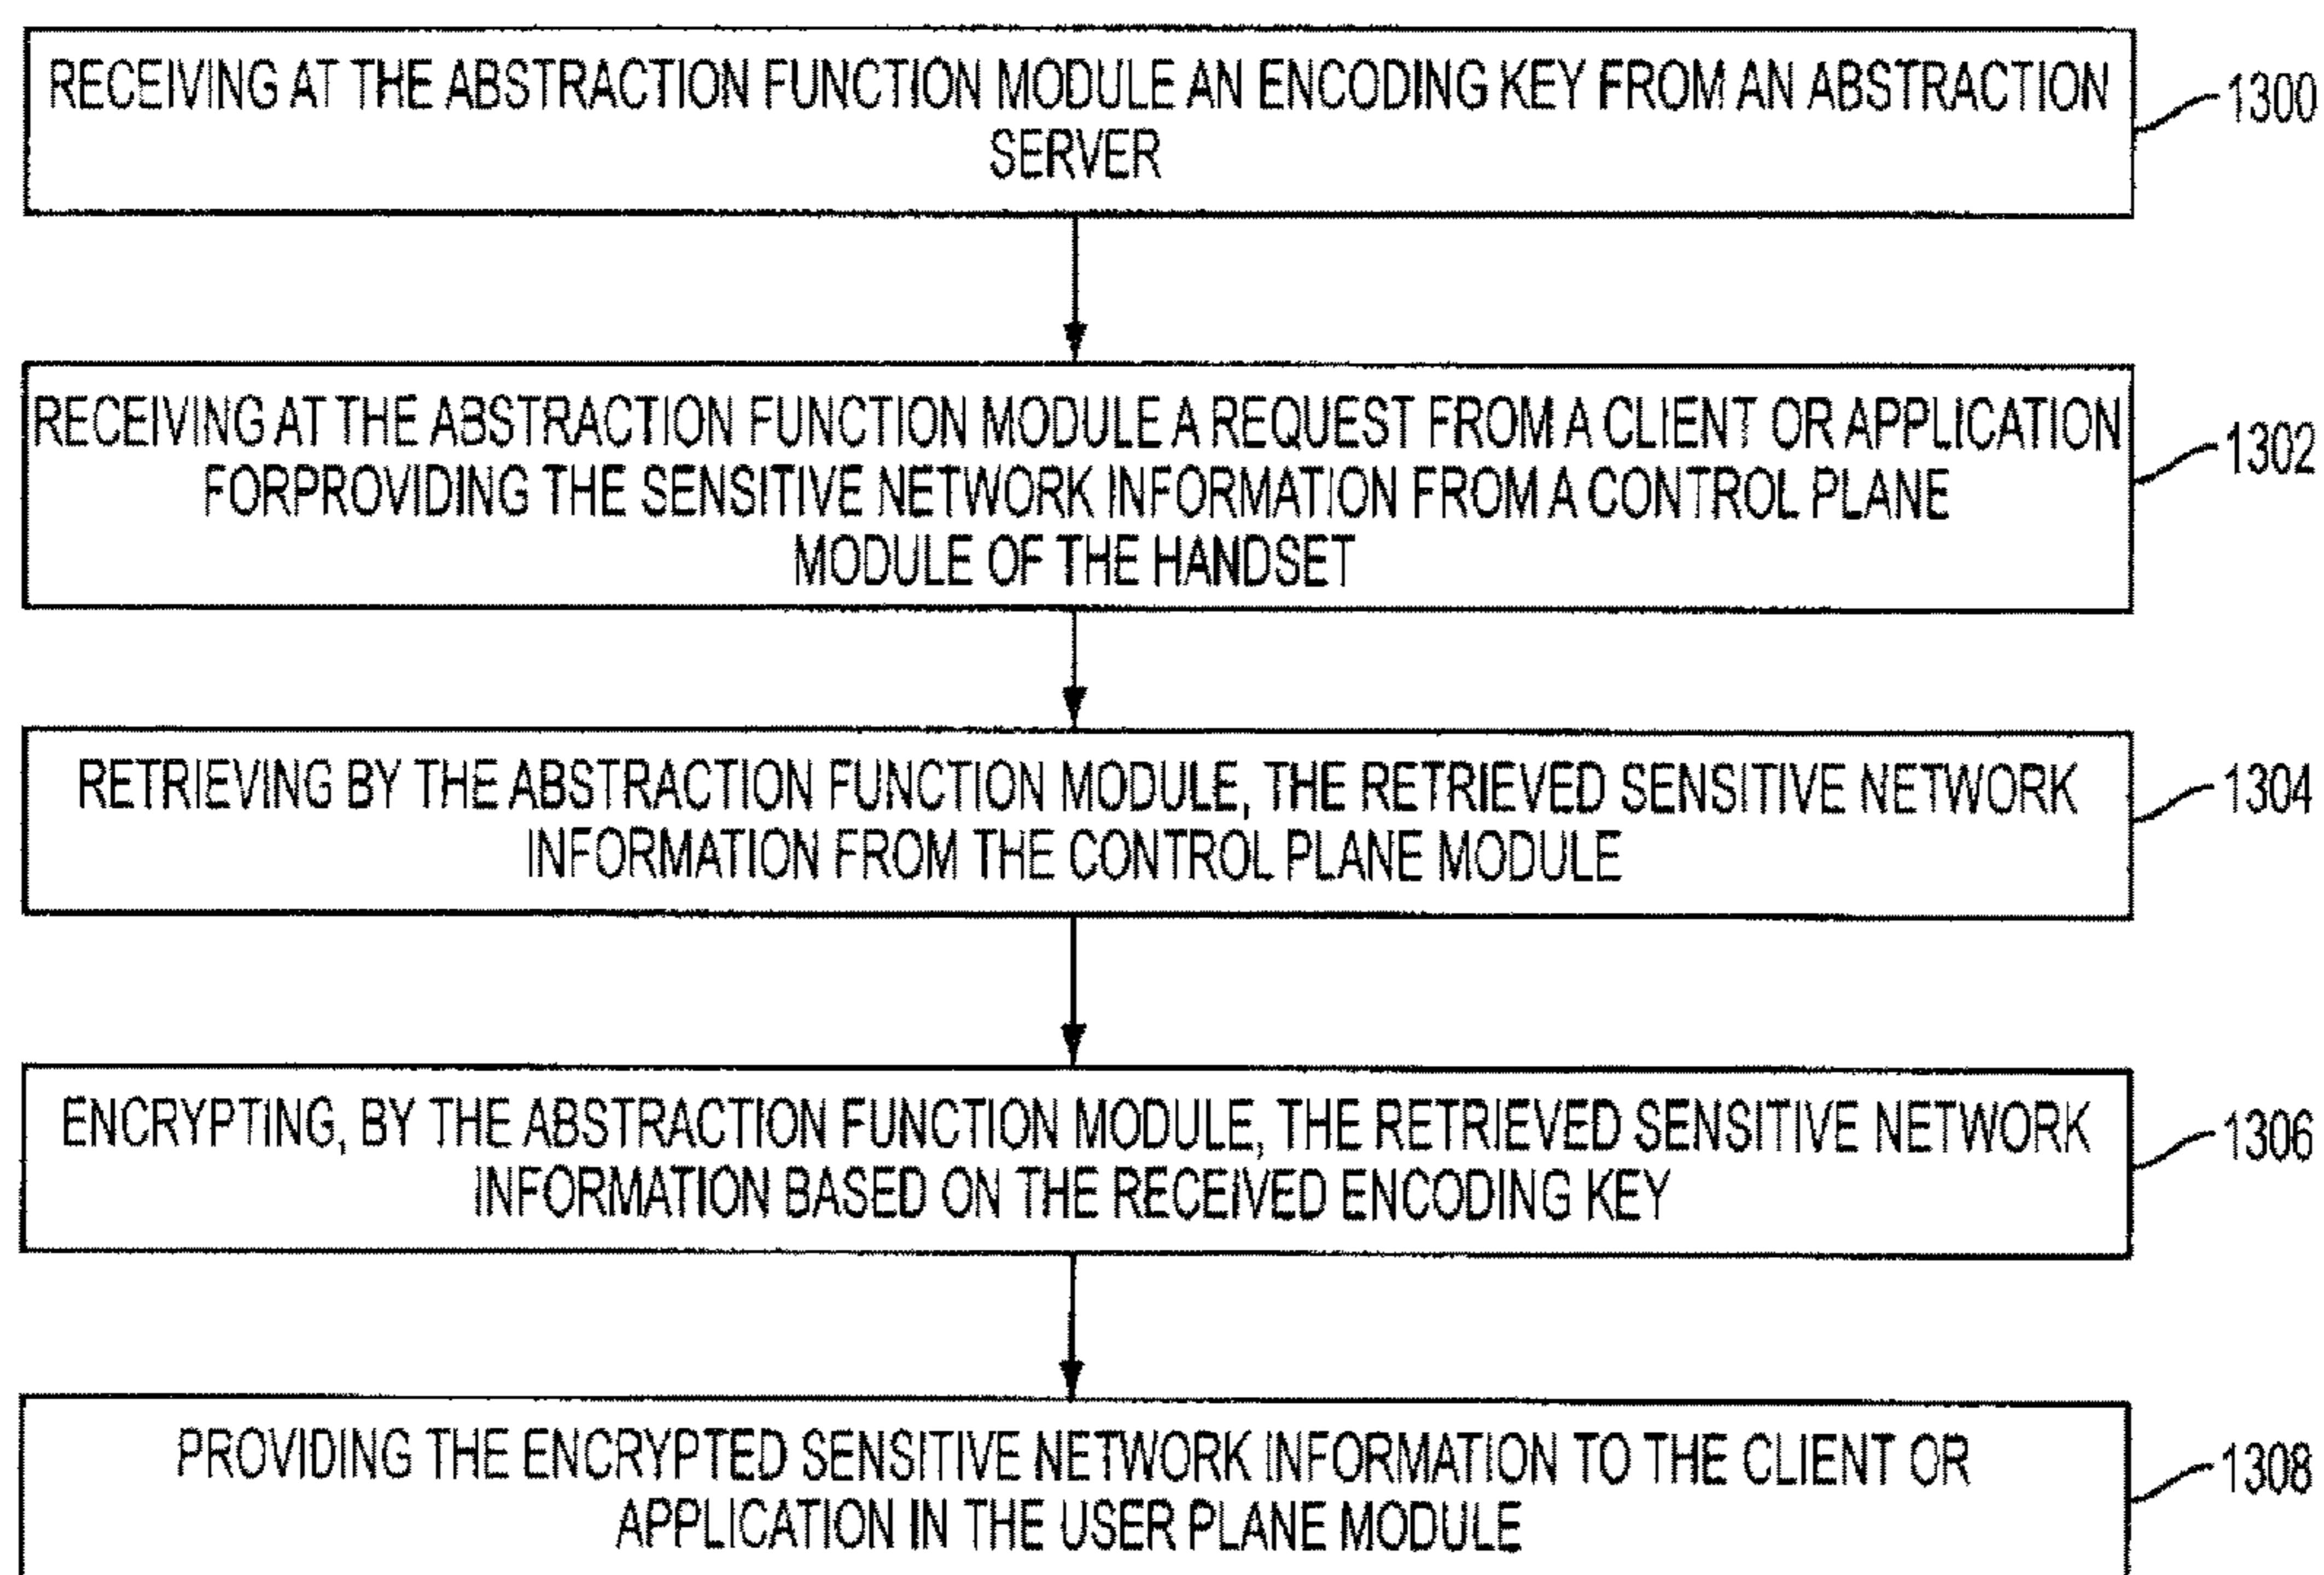 RECEIVING AT THE ABSTRACTION FUNCTION MODULE AN ENCODING KEY FROM AN ABSTRACTION
SERVER
1300
RECEIVING AT THE ABSTRACTION FUNCTION MODULE A REQUEST FROM A CLIENT OR APPLICATION
FORPROVIDING THE SENSITIVE NETWORK INFORMATION FROM A CONTROL PLANE
MODULE OF THE HANDSET
1302
RETRIEVING BY THE ABSTRACTION FUNCTION MODULE, THE RETRIEVED SENSITIVE NETWORK
INFORMATION FROM THE CONTROL PLANE MODULE
1304
ENCRYPTING, BY THE ABSTRACTION FUNCTION MODULE, THE RETRIEVED SENSITIVE NETWORK
INFORMATION BASED ON THE RECEIVED ENCODING KEY
1306
PROVIDING THE ENCRYPTED SENSITIVE NETWORK INFORMATION TO THE CLIENT OR
APPLICATION IN THE USER PLANE MODULE
1308